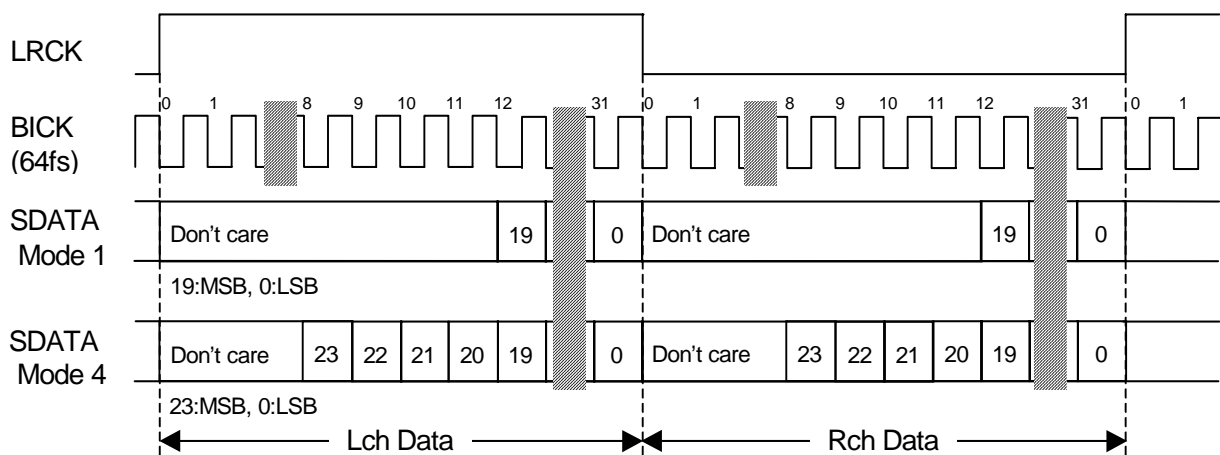 LRCK
0 1 8 9 10 11 12 31 0 1 8 9 10 11 12 31 0 1
BICK
(64fs)
SDATA
Mode 1
Don't care 19 0 Don't care 19 0
19:MSB, 0:LSB
SDATA
Mode 4
Don't care 23 22 21 20 19 0 Don't care 23 22 21 20 19 0
23:MSB, 0:LSB
Lch Data Rch Data